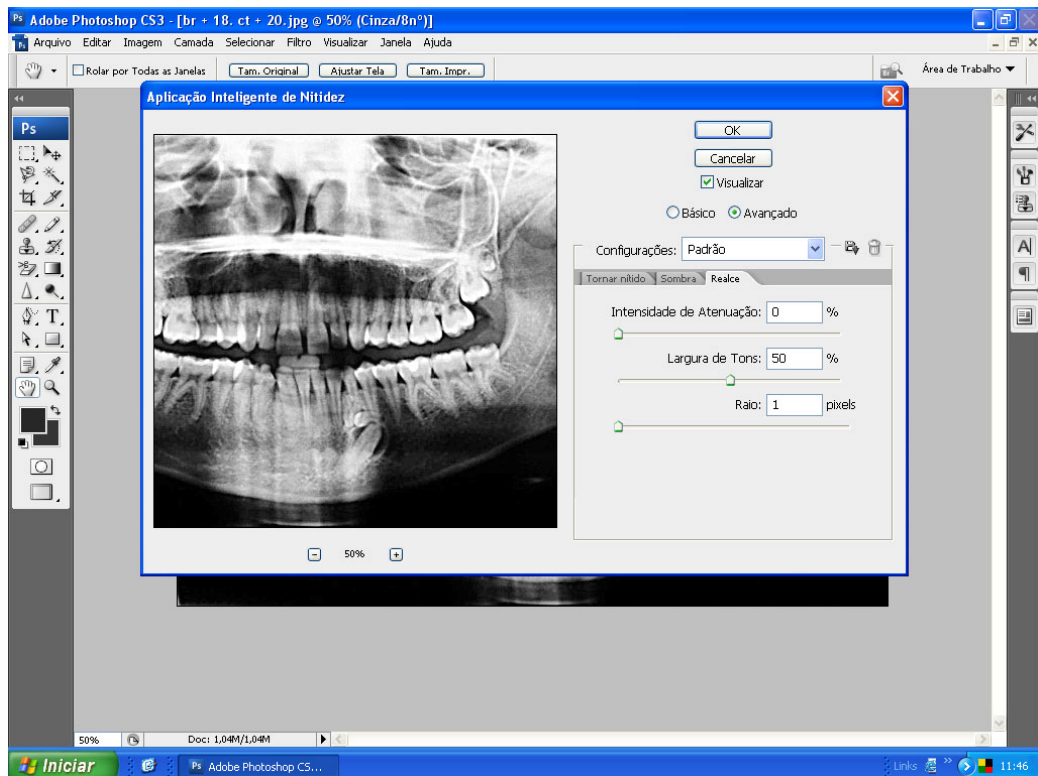 Adobe Photoshop CS3 - [br + 18. ct + 20.jpg @ 50% (Cinza/8nº)]
Arquivo Editar Imagem Camada Selecionar Filtro Visualizar Janela Ajuda
Rolar por Todas as Janelas Tam. Original Ajustar Tela Tam. Impr. Área de Trabalho
Aplicação Inteligente de Nitidez
Ps
OK
Cancelar
Visualizar
Básico Avançado
Configurações: Padrão
Tornar nítido Sombra Realce
Intensidade de Atenuação: 0 %
Largura de Tons: 50 %
Raio: 1 pixels
50%
50% Doc: 1,04M/1,04M
Iniciar Ps Adobe Photoshop CS... Links 11:46